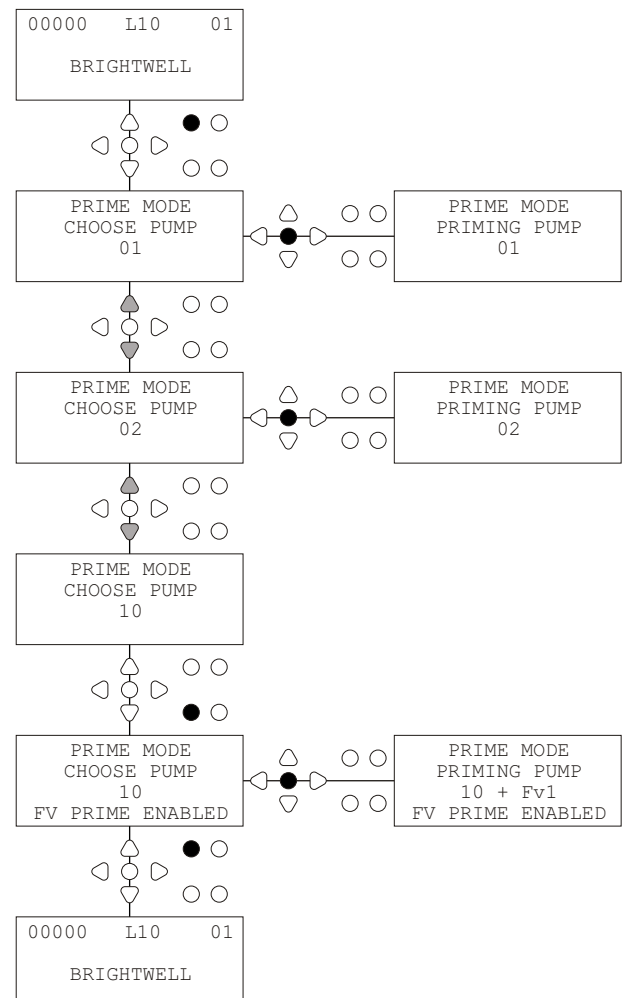 00000 L10 01
BRIGHTWELL
PRIME MODE
CHOOSE PUMP
01
PRIME MODE
PRIMING PUMP
01
PRIME MODE
CHOOSE PUMP
02
PRIME MODE
PRIMING PUMP
02
PRIME MODE
CHOOSE PUMP
10
PRIME MODE
CHOOSE PUMP
10
FV PRIME ENABLED
PRIME MODE
PRIMING PUMP
10 + Fv1
FV PRIME ENABLED
00000 L10 01
BRIGHTWELL